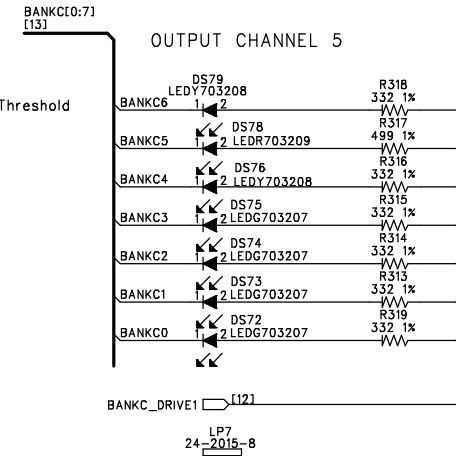 BANKC[0:7]
[13]
OUTPUT CHANNEL 5
Threshold
DS79
LEDY703208
R318
332 1%
BANKC6 1 2
R317
499 1%
DS78
BANKC5 1 2 LEDR703209
R316
332 1%
DS76
BANKC4 1 2 LEDY703208
R315
332 1%
DS75
BANKC3 1 2 LEDG703207
R314
332 1%
DS74
BANKC2 1 2 LEDG703207
R313
332 1%
DS73
BANKC1 1 2 LEDG703207
R319
332 1%
DS72
BANKC0 1 2 LEDG703207
BANKC_DRIVE1 [12]
LP7
24-2015-8